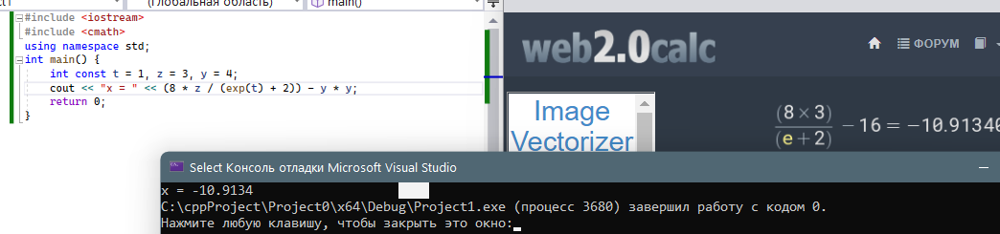 (Глобальная область)
main()
#include <iostream>
#include <cmath>
using namespace std;
int main() {
int const t = 1, z = 3, y = 4;
cout << "x = " << (8 * z / (exp(t) + 2)) - y * y;
return 0;
}
web2.0calc
ФОРУМ
Image
Vectorizer
(8 × 3)
(e + 2)
− 16 = −10.91340
Select Консоль отладки Microsoft Visual Studio
x = -10.9134
C:\cppProject\Project0\x64\Debug\Project1.exe (процесс 3680) завершил работу с кодом 0.
Нажмите любую клавишу, чтобы закрыть это окно: